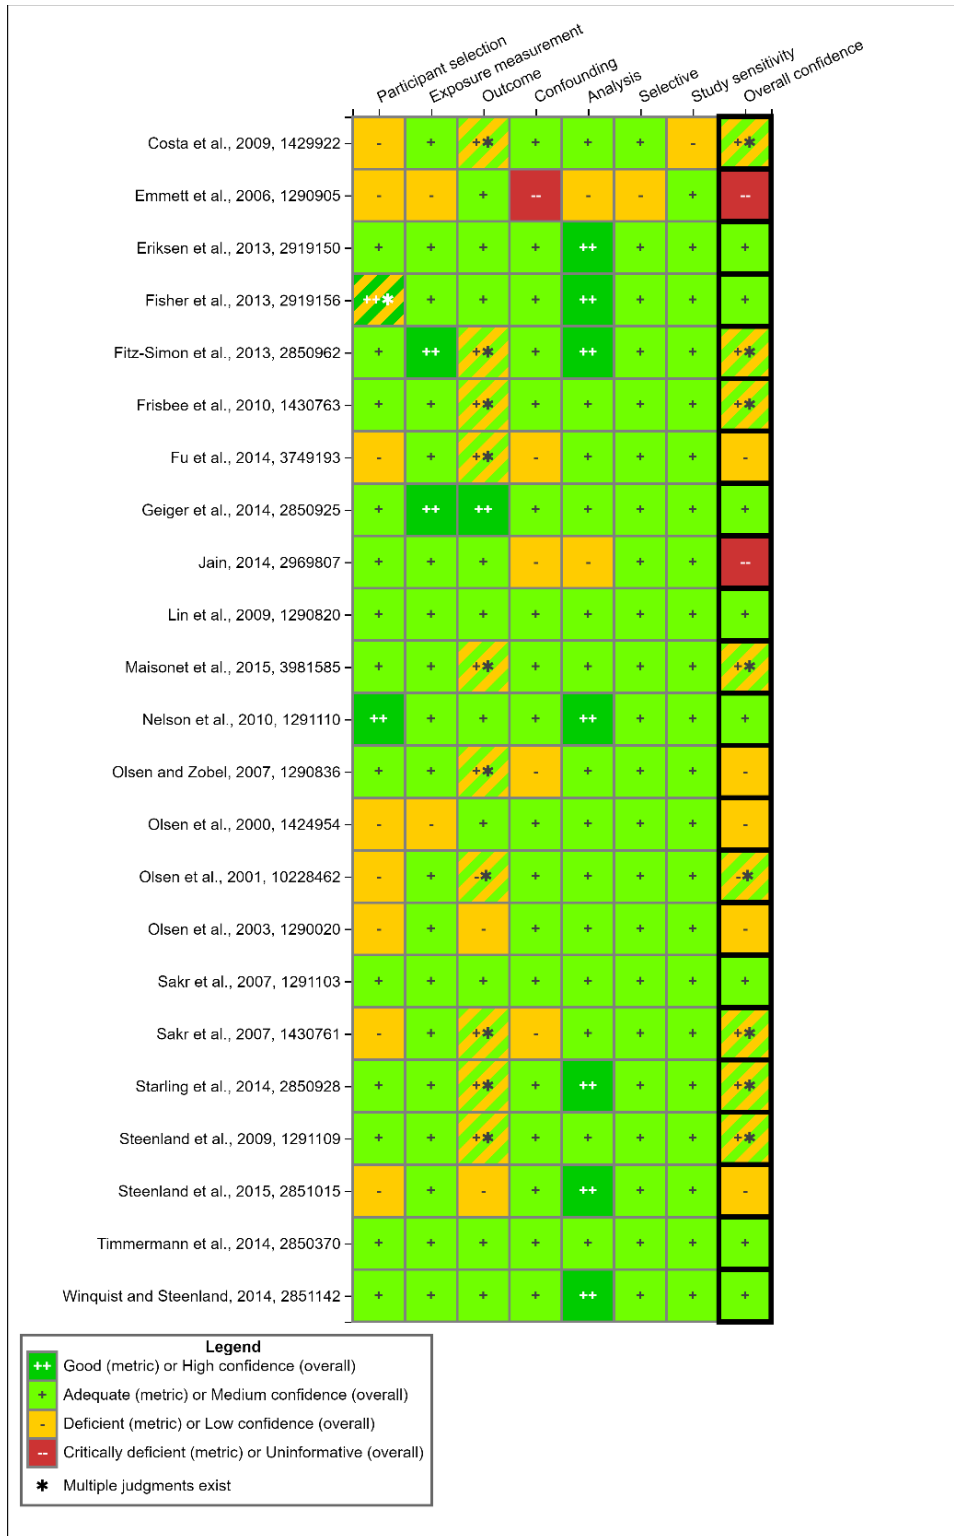 Participant selection
Exposure measurement
Outcome
Confounding
Analysis
Selective
Study sensitivity
Overall confidence
Costa et al., 2009, 1429922 - + +✱ + + + - +✱
Emmett et al., 2006, 1290905 - - + -- - - + --
Eriksen et al., 2013, 2919150 + + + + ++ + + +
Fisher et al., 2013, 2919156 ++✱ + + + ++ + + +
Fitz-Simon et al., 2013, 2850962 + ++ +✱ + ++ + + +✱
Frisbee et al., 2010, 1430763 + + +✱ + + + + +✱
Fu et al., 2014, 3749193 - + +✱ - + + + -
Geiger et al., 2014, 2850925 + ++ ++ + + + + +
Jain, 2014, 2969807 + + + - - + + --
Lin et al., 2009, 1290820 + + + + + + + +
Maisonet et al., 2015, 3981585 + + +✱ + + + + +✱
Nelson et al., 2010, 1291110 ++ + + + ++ + + +
Olsen and Zobel, 2007, 1290836 + + +✱ - + + + -
Olsen et al., 2000, 1424954 - - + + + + + -
Olsen et al., 2001, 10228462 - + -✱ + + + + -✱
Olsen et al., 2003, 1290020 - + - + + + + -
Sakr et al., 2007, 1291103 + + + + + + + +
Sakr et al., 2007, 1430761 - + +✱ - + + + +✱
Starling et al., 2014, 2850928 + + +✱ + ++ + + +✱
Steenland et al., 2009, 1291109 + + +✱ + + + + +✱
Steenland et al., 2015, 2851015 - + - + ++ + + -
Timmermann et al., 2014, 2850370 + + + + + + + +
Winquist and Steenland, 2014, 2851142 + + + + ++ + + +
Legend
++ Good (metric) or High confidence (overall)
+ Adequate (metric) or Medium confidence (overall)
- Deficient (metric) or Low confidence (overall)
-- Critically deficient (metric) or Uninformative (overall)
✱ Multiple judgments exist